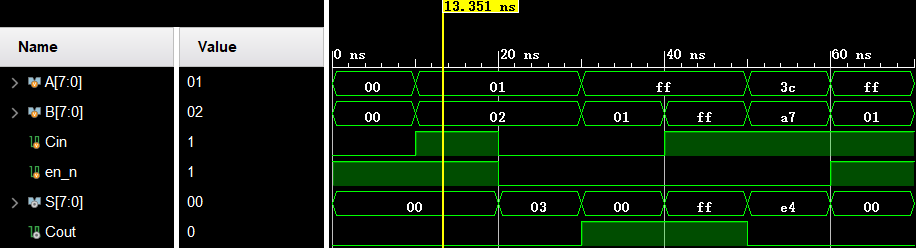 13.351 ns
Name Value
0 ns 20 ns 40 ns 60 ns
A[7:0] 01 00 01 ff 3c ff
B[7:0] 02 00 02 01 ff a7 01
Cin 1
en_n 1
S[7:0] 00 00 03 00 ff e4 00
Cout 0